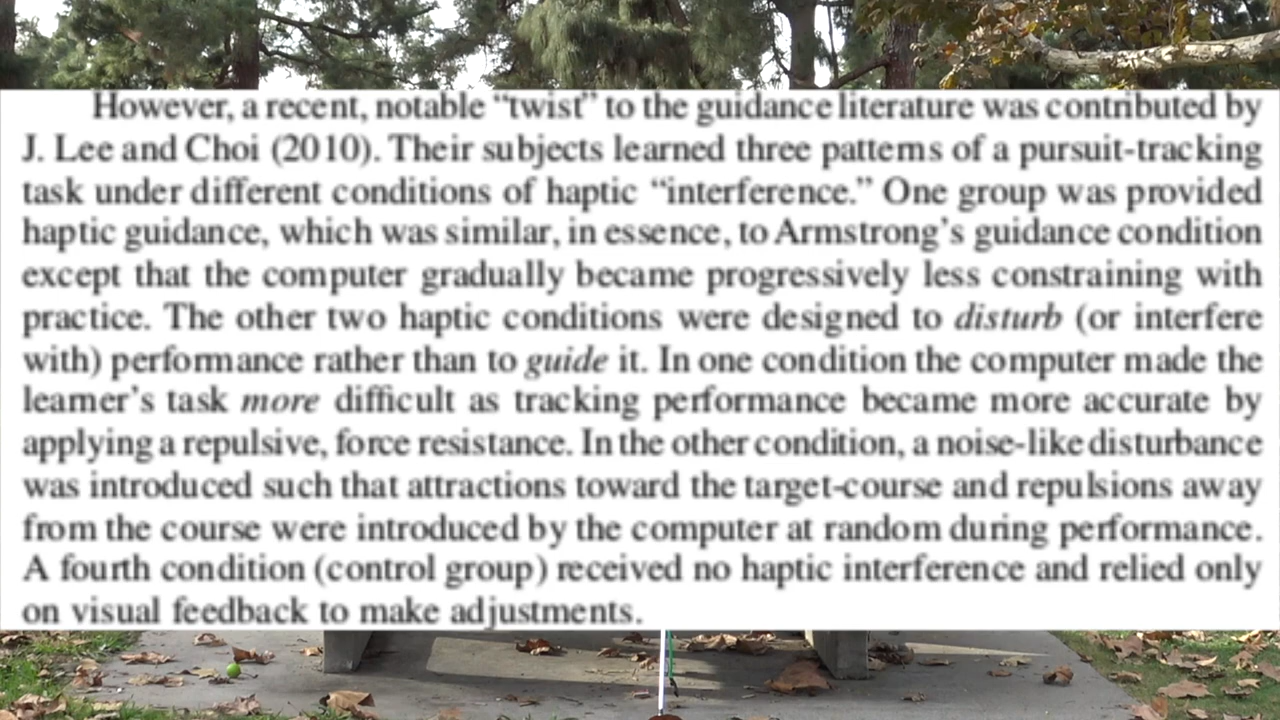 However, a recent, notable “twist” to the guidance literature was contributed by
J. Lee and Choi (2010). Their subjects learned three patterns of a pursuit-tracking
task under different conditions of haptic “interference.” One group was provided
haptic guidance, which was similar, in essence, to Armstrong’s guidance condition
except that the computer gradually became progressively less constraining with
practice. The other two haptic conditions were designed to disturb (or interfere
with) performance rather than to guide it. In one condition the computer made the
learner’s task more difficult as tracking performance became more accurate by
applying a repulsive, force resistance. In the other condition, a noise-like disturbance
was introduced such that attractions toward the target-course and repulsions away
from the course were introduced by the computer at random during performance.
A fourth condition (control group) received no haptic interference and relied only
on visual feedback to make adjustments.